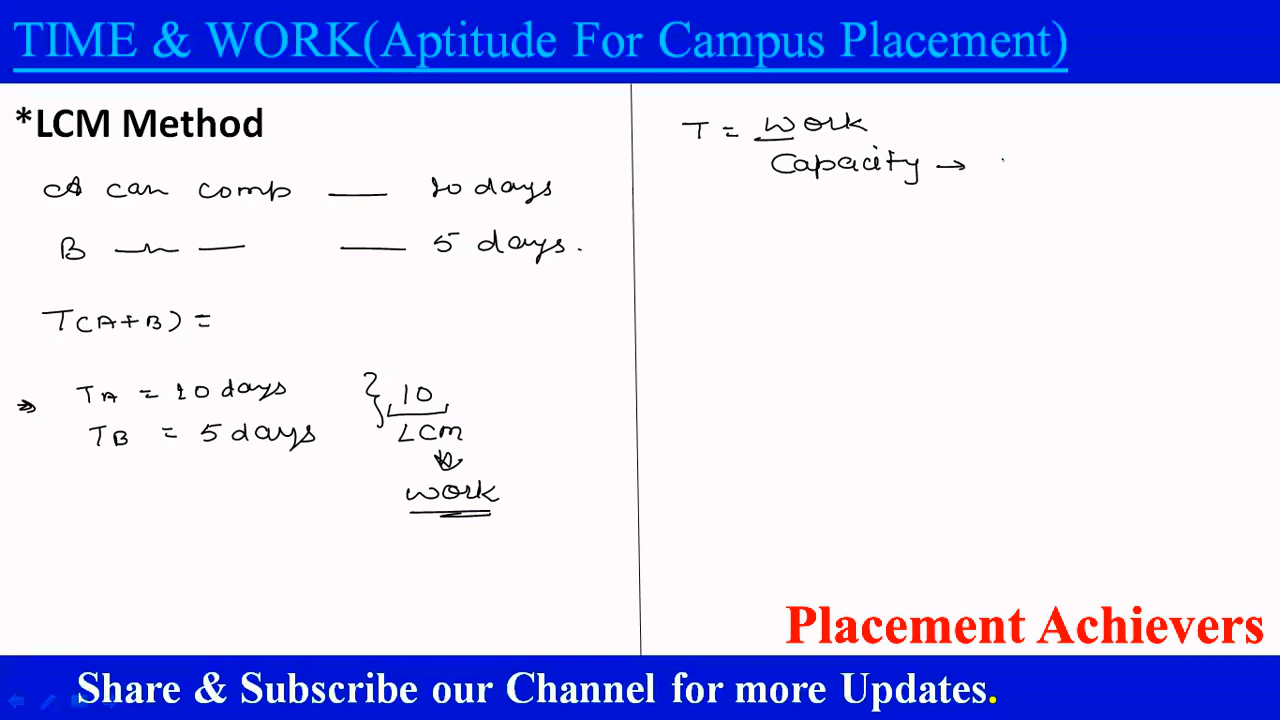 TIME & WORK(Aptitude For Campus Placement)
*LCM Method
A can comp — 10 days
B — — — 5 days.
T(A+B) =
TA = 10 days
TB = 5 days
} 10
LCM
work
T = Work
Capacity →
Placement Achievers
Share & Subscribe our Channel for more Updates.